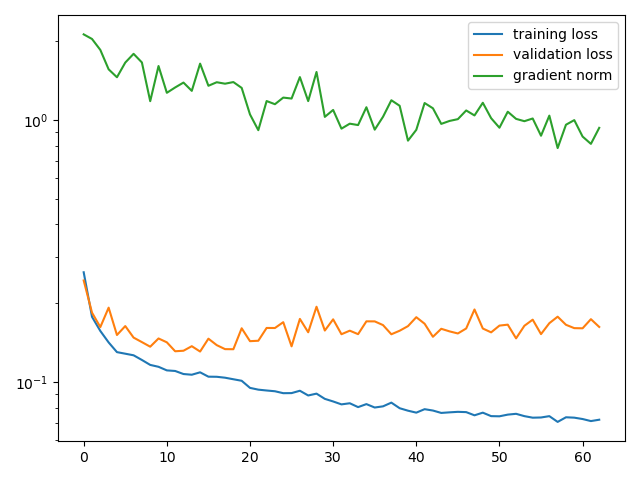 training loss
validation loss
gradient norm
10⁰
10⁻¹
0 10 20 30 40 50 60